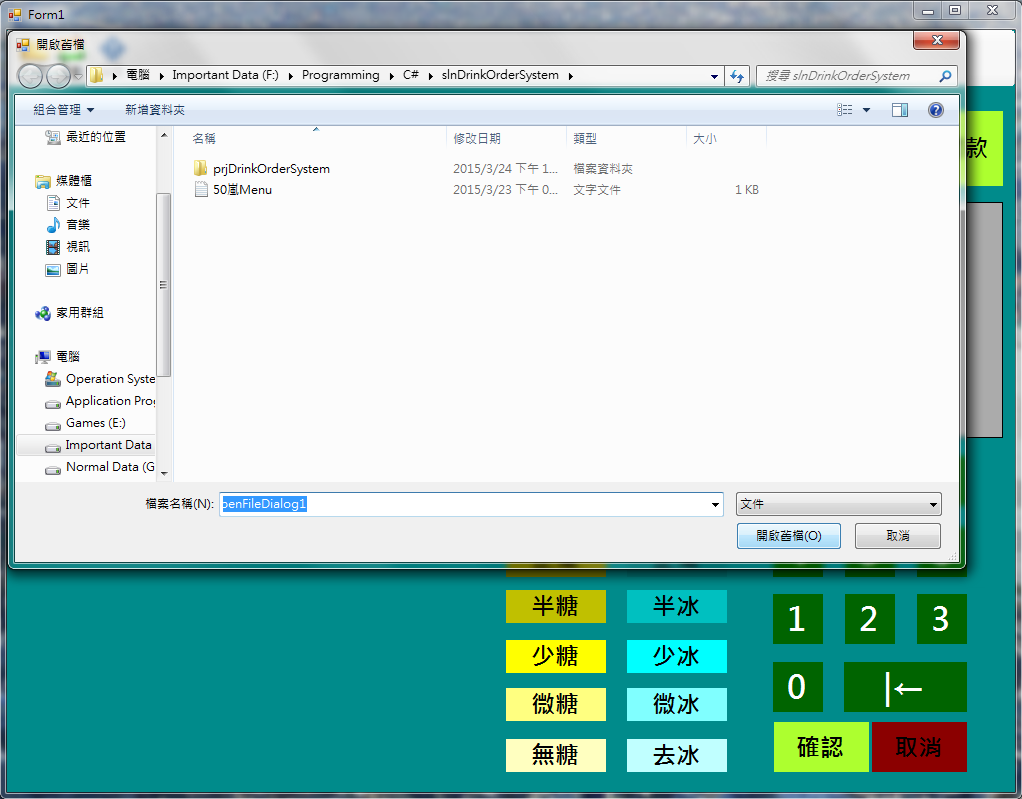 Form1
開啟舊檔
電腦 Important Data (F:) Programming C# slnDrinkOrderSystem
搜尋 slnDrinkOrderSystem
組合管理 新增資料夾
最近的位置
媒體櫃
文件
音樂
視訊
圖片
家用群組
電腦
Operation Syste
Application Prog
Games (E:)
Important Data
Normal Data (G
名稱 修改日期 類型 大小
prjDrinkOrderSystem 2015/3/24 下午 1... 檔案資料夾
50嵐Menu 2015/3/23 下午 0... 文字文件 1 KB
檔案名稱(N): penFileDialog1 文件
開啟舊檔(O) 取消
款
半糖 半冰
少糖 少冰
微糖 微冰
無糖 去冰
1 2 3
0 |←
確認 取消